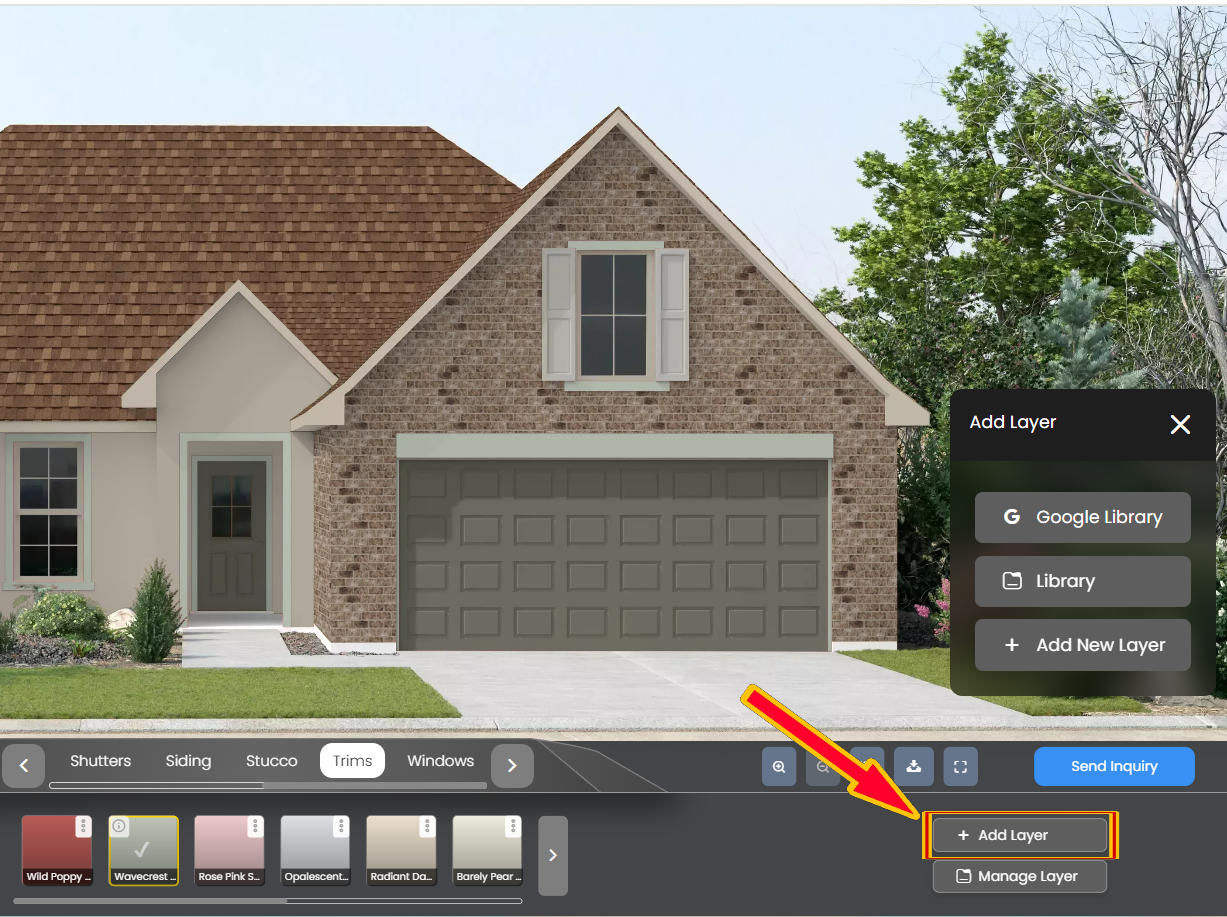 Add Layer
Google Library
Library
Add New Layer
Shutters Siding Stucco Trims Windows
Send Inquiry
Wild Poppy ... Wavecrest ... Rose Pink S... Opalescent... Radiant Da... Barely Pear ...
+ Add Layer
Manage Layer